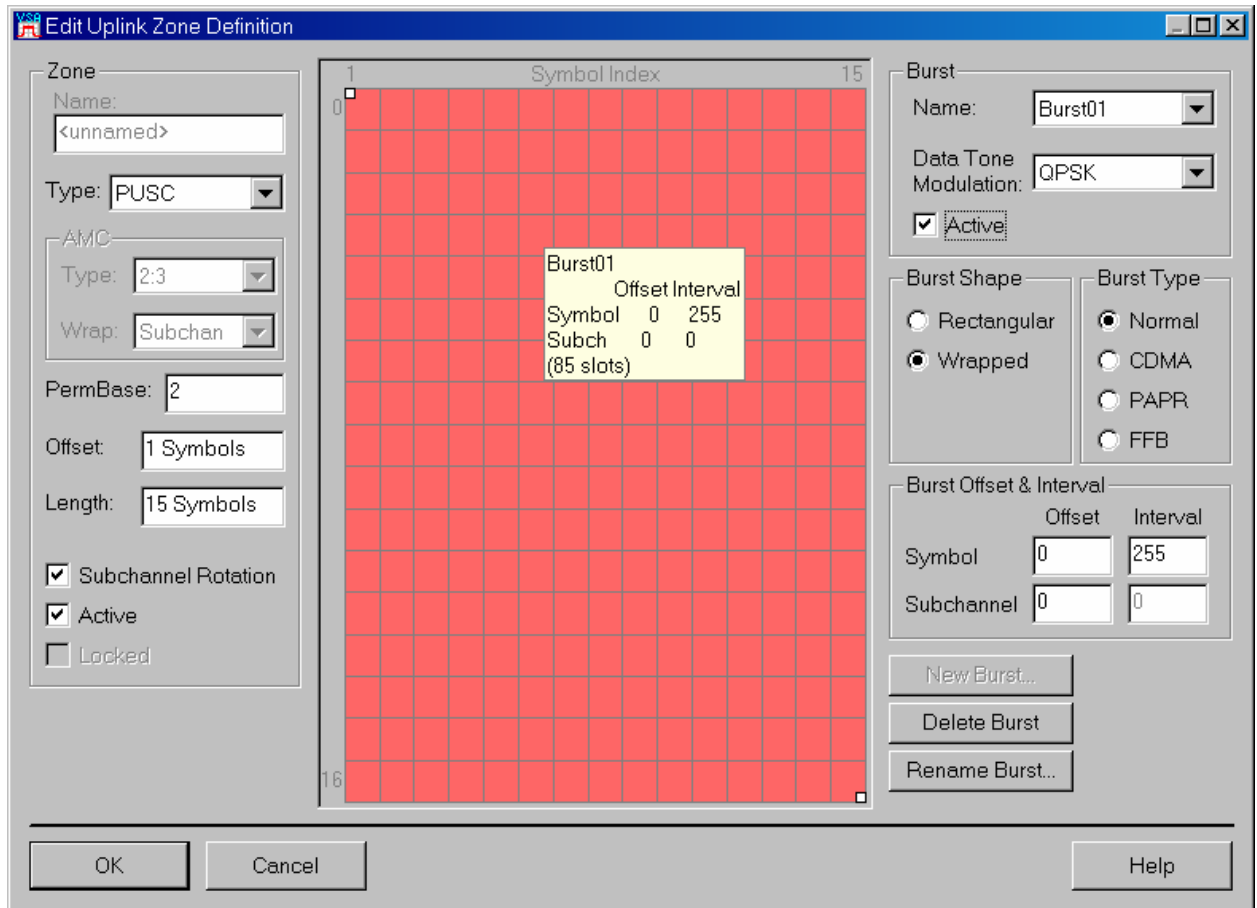 VSA
Edit Uplink Zone Definition
Zone
Name:
<unnamed>
Type: PUSC
AMC
Type: 2:3
Wrap: Subchan
PermBase: 2
Offset: 1 Symbols
Length: 15 Symbols
Subchannel Rotation
Active
Locked
1 Symbol Index 15
0
Burst01
Offset Interval
Symbol 0 255
Subch 0 0
(85 slots)
16
Burst
Name: Burst01
Data Tone
Modulation: QPSK
Active
Burst Shape
Rectangular
Wrapped
Burst Type
Normal
CDMA
PAPR
FFB
Burst Offset & Interval
Offset Interval
Symbol 0 255
Subchannel 0 0
New Burst...
Delete Burst
Rename Burst...
OK Cancel Help